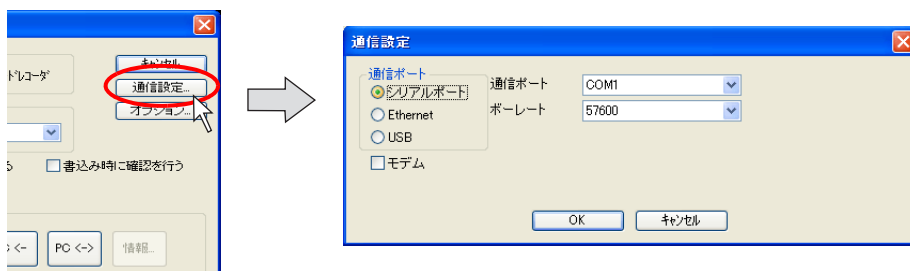 ドレコーダ
キャンセル
通信設定...
オプション...
る
書込み時に確認を行う
<-
PC <->
情報...
通信設定
通信ポート
シリアルポート
Ethernet
USB
モデム
通信ポート
COM1
ボーレート
57600
OK
キャンセル